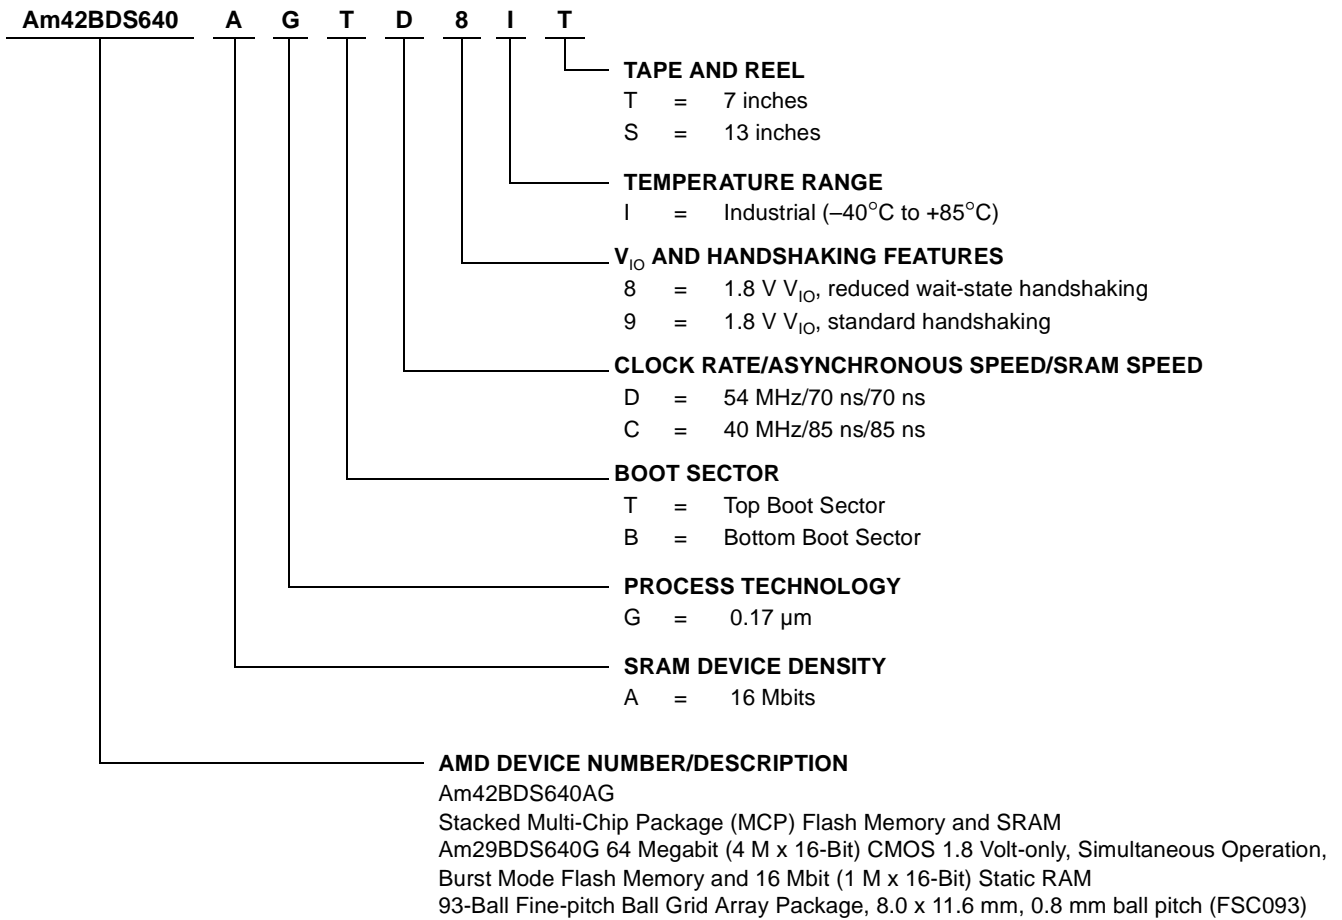 Am42BDS640 A G T D 8 I T
TAPE AND REEL
T = 7 inches
S = 13 inches
TEMPERATURE RANGE
I = Industrial (–40°C to +85°C)
VIO AND HANDSHAKING FEATURES
8 = 1.8 V VIO, reduced wait-state handshaking
9 = 1.8 V VIO, standard handshaking
CLOCK RATE/ASYNCHRONOUS SPEED/SRAM SPEED
D = 54 MHz/70 ns/70 ns
C = 40 MHz/85 ns/85 ns
BOOT SECTOR
T = Top Boot Sector
B = Bottom Boot Sector
PROCESS TECHNOLOGY
G = 0.17 µm
SRAM DEVICE DENSITY
A = 16 Mbits
AMD DEVICE NUMBER/DESCRIPTION
Am42BDS640AG
Stacked Multi-Chip Package (MCP) Flash Memory and SRAM
Am29BDS640G 64 Megabit (4 M x 16-Bit) CMOS 1.8 Volt-only, Simultaneous Operation,
Burst Mode Flash Memory and 16 Mbit (1 M x 16-Bit) Static RAM
93-Ball Fine-pitch Ball Grid Array Package, 8.0 x 11.6 mm, 0.8 mm ball pitch (FSC093)